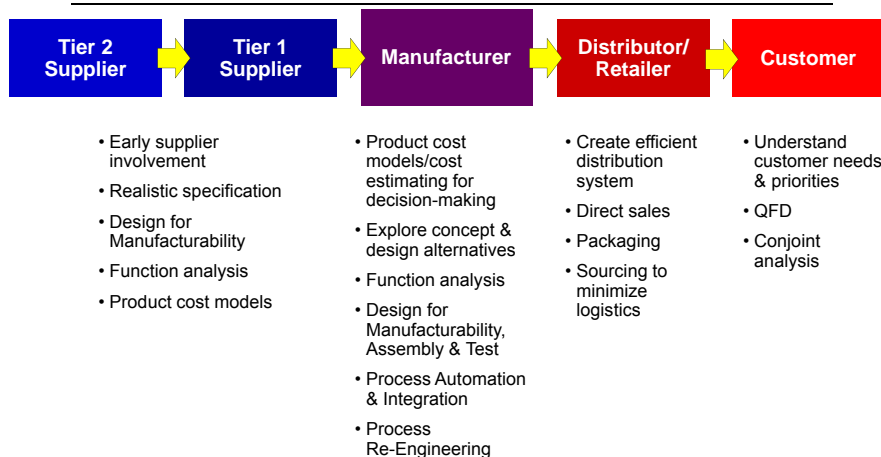 Tier 2
Supplier
Tier 1
Supplier
Manufacturer
Distributor/
Retailer
Customer
• Early supplier
involvement
• Realistic specification
• Design for
Manufacturability
• Function analysis
• Product cost models
• Product cost
models/cost
estimating for
decision-making
• Explore concept &
design alternatives
• Function analysis
• Design for
Manufacturability,
Assembly & Test
• Process Automation
& Integration
• Process
Re-Engineering
• Create efficient
distribution
system
• Direct sales
• Packaging
• Sourcing to
minimize
logistics
• Understand
customer needs
& priorities
• QFD
• Conjoint
analysis